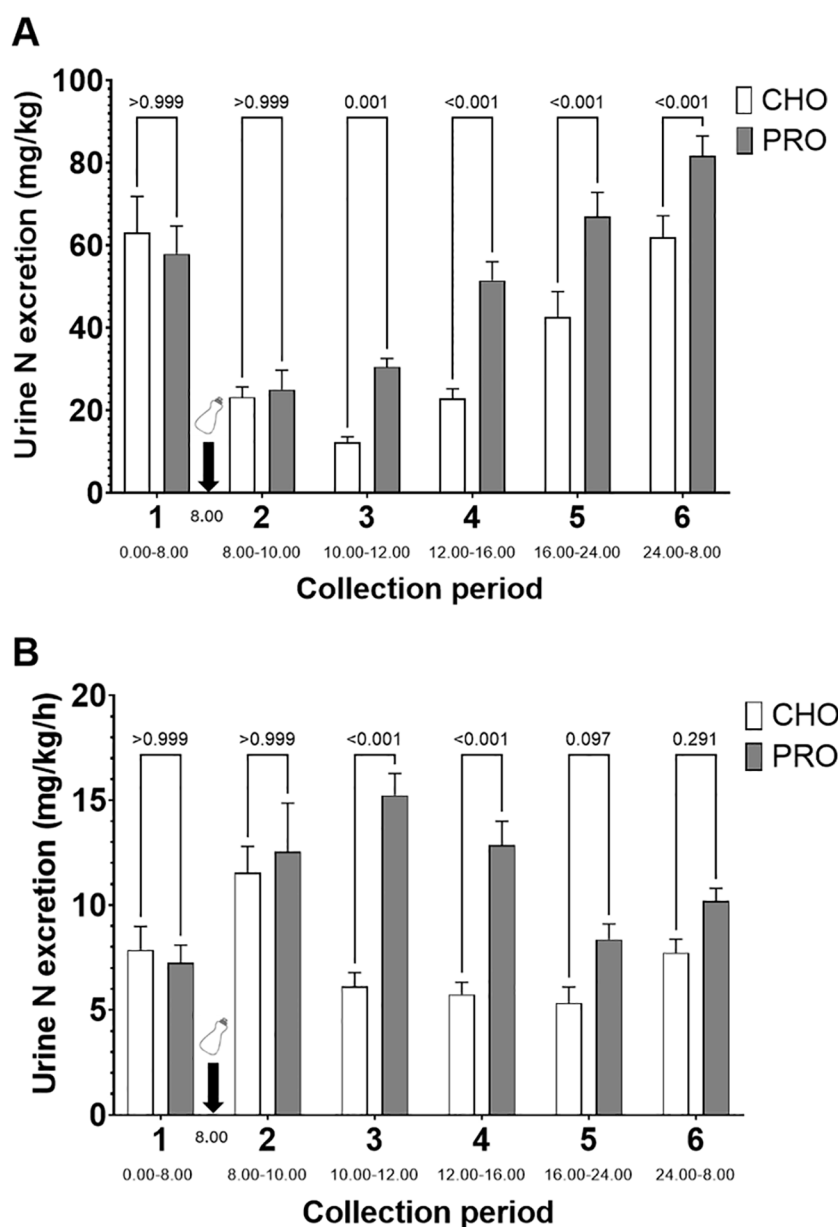 A
Urine N excretion (mg/kg)
100
80
60
40
20
0
>0.999 >0.999 0.001 <0.001 <0.001 <0.001
CHO
PRO
1 8.00 2 3 4 5 6
0.00-8.00 8.00-10.00 10.00-12.00 12.00-16.00 16.00-24.00 24.00-8.00
Collection period
B
Urine N excretion (mg/kg/h)
20
15
10
5
0
>0.999 >0.999 <0.001 <0.001 0.097 0.291
CHO
PRO
1 8.00 2 3 4 5 6
0.00-8.00 8.00-10.00 10.00-12.00 12.00-16.00 16.00-24.00 24.00-8.00
Collection period